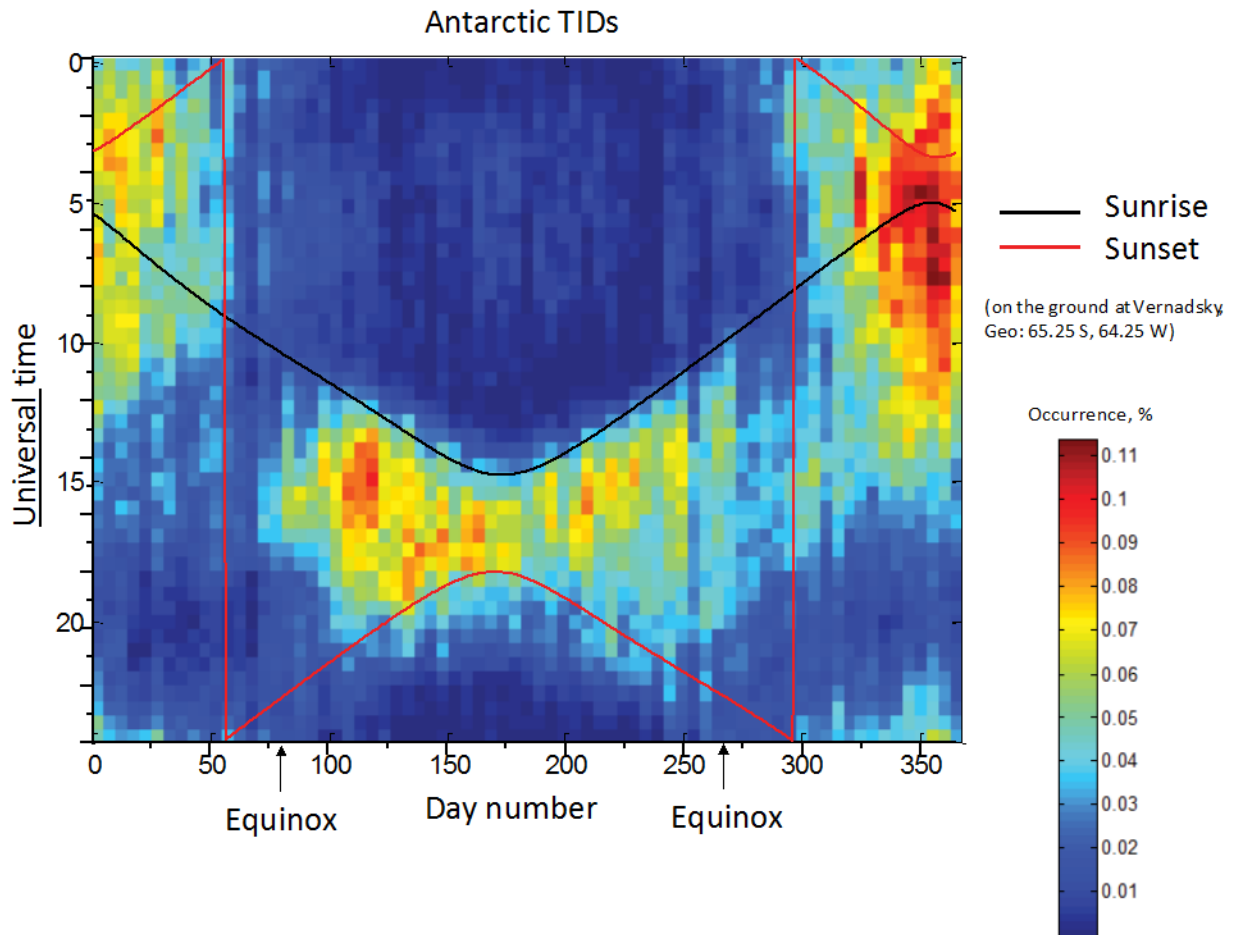 Antarctic TIDs
0
5
10
15
20
Universal time
0 50 100 150 200 250 300 350
Equinox
Day number
Equinox
Sunrise
Sunset
(on the ground at Vernadsky,
Geo: 65.25 S, 64.25 W)
Occurrence, %
0.11
0.1
0.09
0.08
0.07
0.06
0.05
0.04
0.03
0.02
0.01